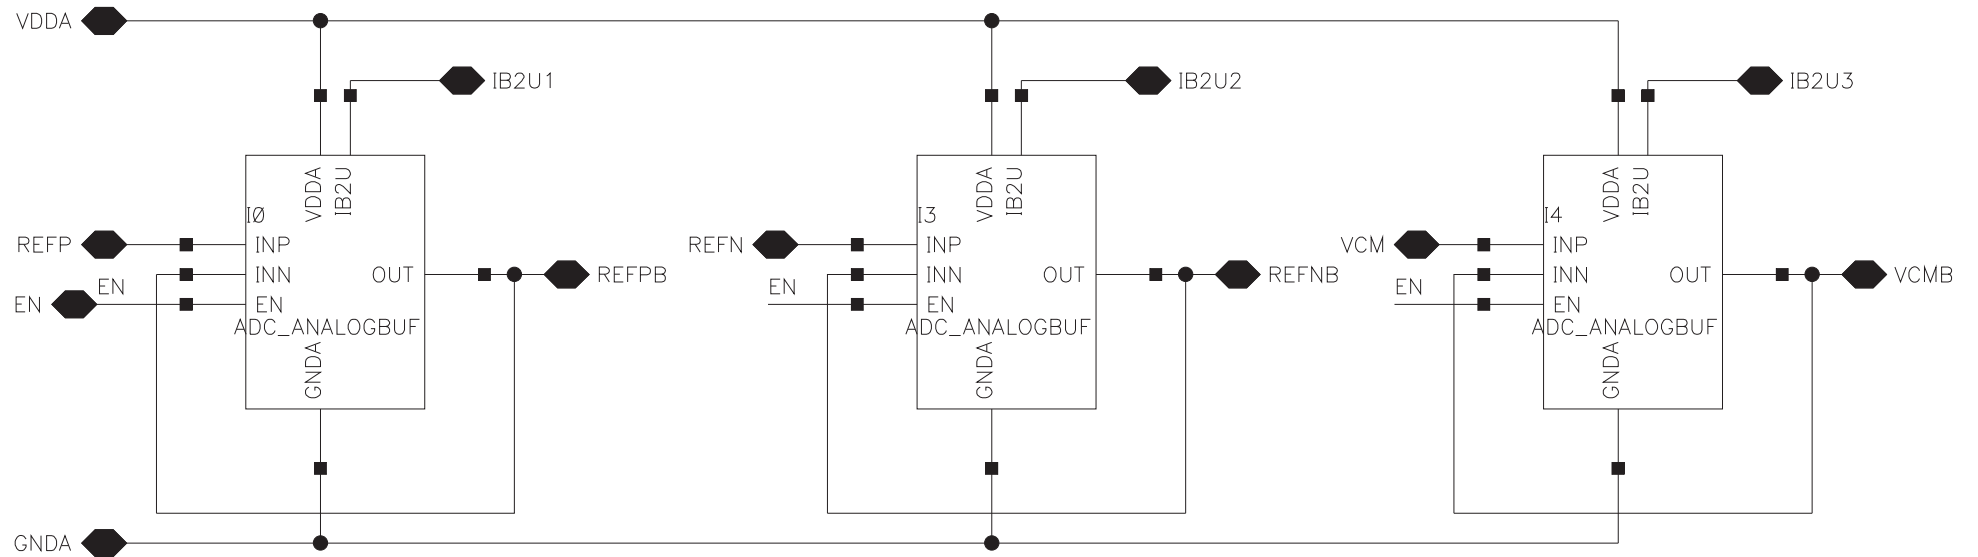 VDDA
IB2U1
IB2U2
IB2U3
VDDA
IB2U
VDDA
IB2U
VDDA
IB2U
I0
I3
I4
REFP
INP
REFN
INP
VCM
INP
INN
OUT
REFPB
INN
OUT
REFNB
INN
OUT
VCMB
EN
EN
EN
EN
EN
EN
EN
ADC_ANALOGBUF
ADC_ANALOGBUF
ADC_ANALOGBUF
GNDA
GNDA
GNDA
GNDA